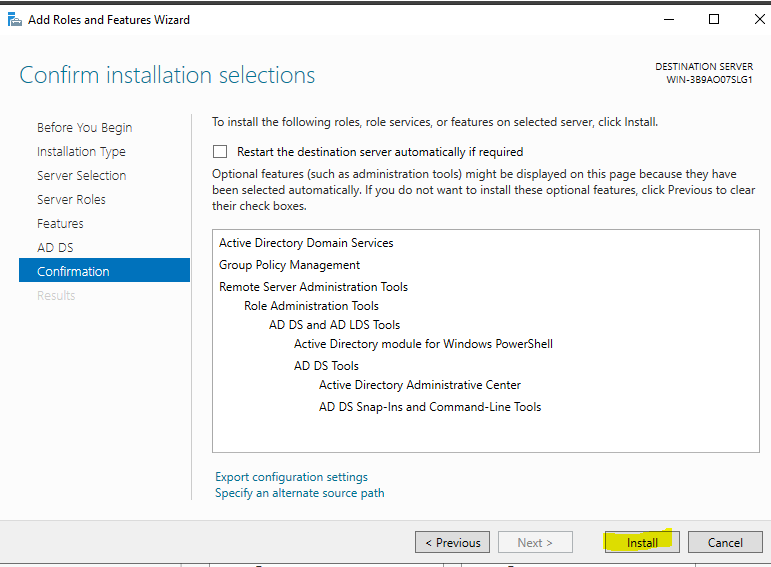 Add Roles and Features Wizard
Confirm installation selections
DESTINATION SERVER
WIN-3B9AO07SLG1
Before You Begin
Installation Type
Server Selection
Server Roles
Features
AD DS
Confirmation
Results
To install the following roles, role services, or features on selected server, click Install.
Restart the destination server automatically if required
Optional features (such as administration tools) might be displayed on this page because they have
been selected automatically. If you do not want to install these optional features, click Previous to clear
their check boxes.
Active Directory Domain Services
Group Policy Management
Remote Server Administration Tools
Role Administration Tools
AD DS and AD LDS Tools
Active Directory module for Windows PowerShell
AD DS Tools
Active Directory Administrative Center
AD DS Snap-Ins and Command-Line Tools
Export configuration settings
Specify an alternate source path
< Previous
Next >
Install
Cancel